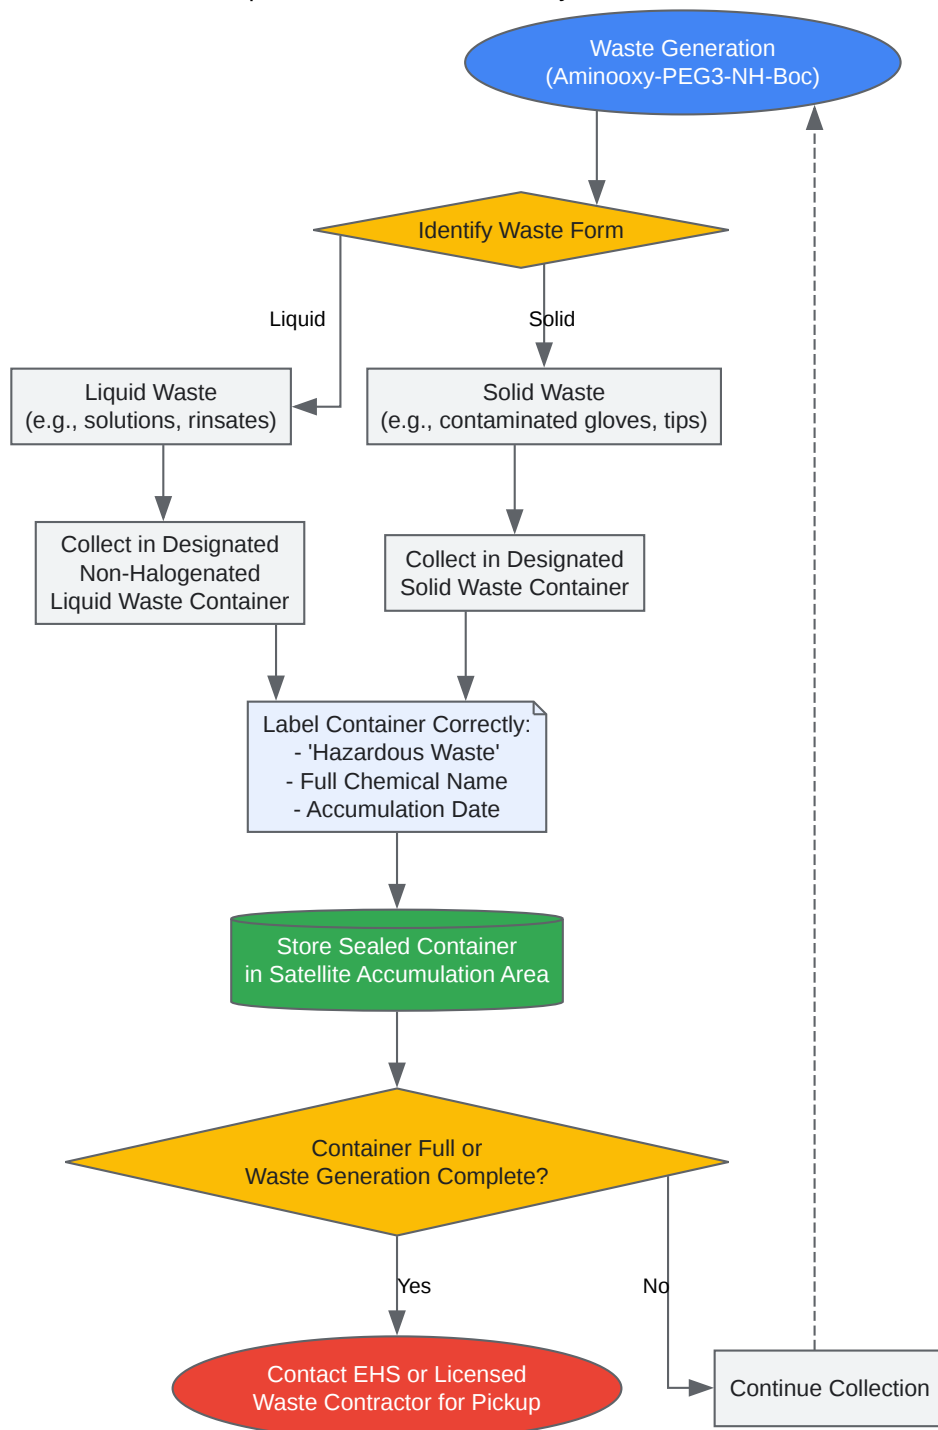 Waste Generation
(Aminooxy-PEG3-NH-Boc)
Identify Waste Form
Liquid
Solid
Liquid Waste
(e.g., solutions, rinsates)
Solid Waste
(e.g., contaminated gloves, tips)
Collect in Designated
Non-Halogenated
Liquid Waste Container
Collect in Designated
Solid Waste Container
Label Container Correctly:
- 'Hazardous Waste'
- Full Chemical Name
- Accumulation Date
Store Sealed Container
in Satellite Accumulation Area
Container Full or
Waste Generation Complete?
Yes
No
Contact EHS or Licensed
Waste Contractor for Pickup
Continue Collection